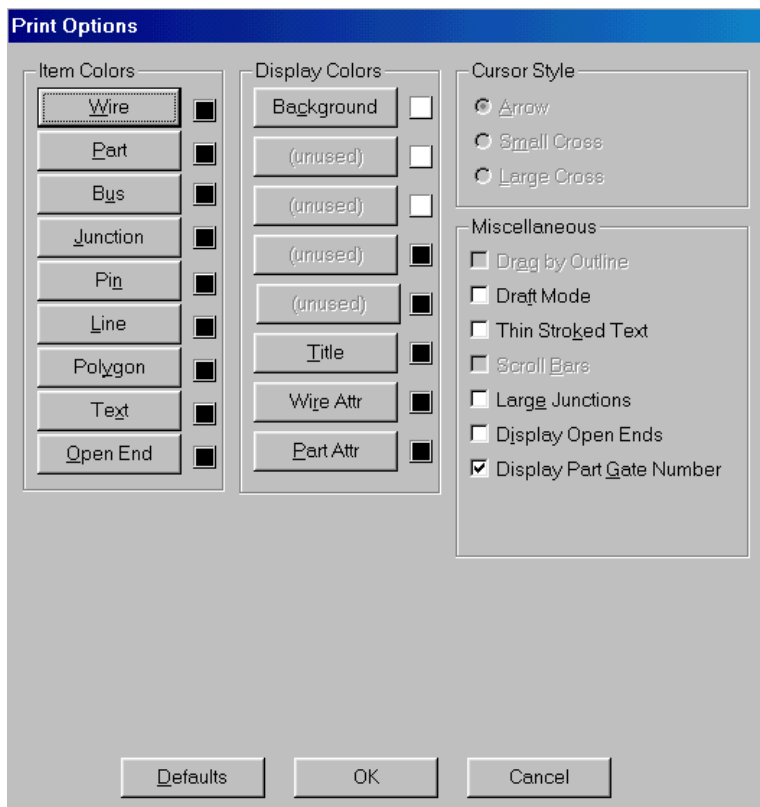 Print Options
Item Colors
Wire
Part
Bus
Junction
Pin
Line
Polygon
Text
Open End
Display Colors
Background
(unused)
(unused)
(unused)
(unused)
Title
Wire Attr
Part Attr
Cursor Style
Arrow
Small Cross
Large Cross
Miscellaneous
Drag by Outline
Draft Mode
Thin Stroked Text
Scroll Bars
Large Junctions
Display Open Ends
Display Part Gate Number
Defaults
OK
Cancel